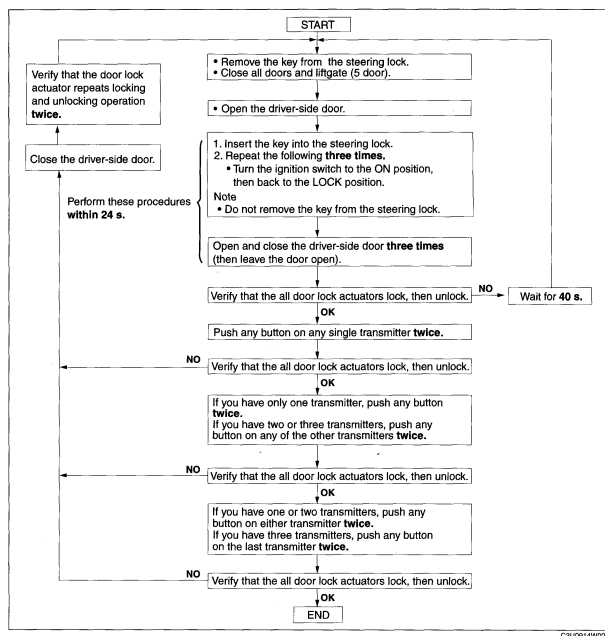 START
• Remove the key from the steering lock.
• Close all doors and liftgate (5 door).
Verify that the door lock
actuator repeats locking
and unlocking operation
twice.
• Open the driver-side door.
Close the driver-side door.
1. Insert the key into the steering lock.
2. Repeat the following three times.
• Turn the ignition switch to the ON position,
then back to the LOCK position.
Note
• Do not remove the key from the steering lock.
Perform these procedures
within 24 s.
Open and close the driver-side door three times
(then leave the door open).
Verify that the all door lock actuators lock, then unlock.
NO
Wait for 40 s.
OK
Push any button on any single transmitter twice.
NO
Verify that the all door lock actuators lock, then unlock.
OK
If you have only one transmitter, push any button
twice.
If you have two or three transmitters, push any
button on any of the other transmitters twice.
NO
Verify that the all door lock actuators lock, then unlock.
OK
If you have one or two transmitters, push any
button on either transmitter twice.
If you have three transmitters, push any button
on the last transmitter twice.
NO
Verify that the all door lock actuators lock, then unlock.
OK
END